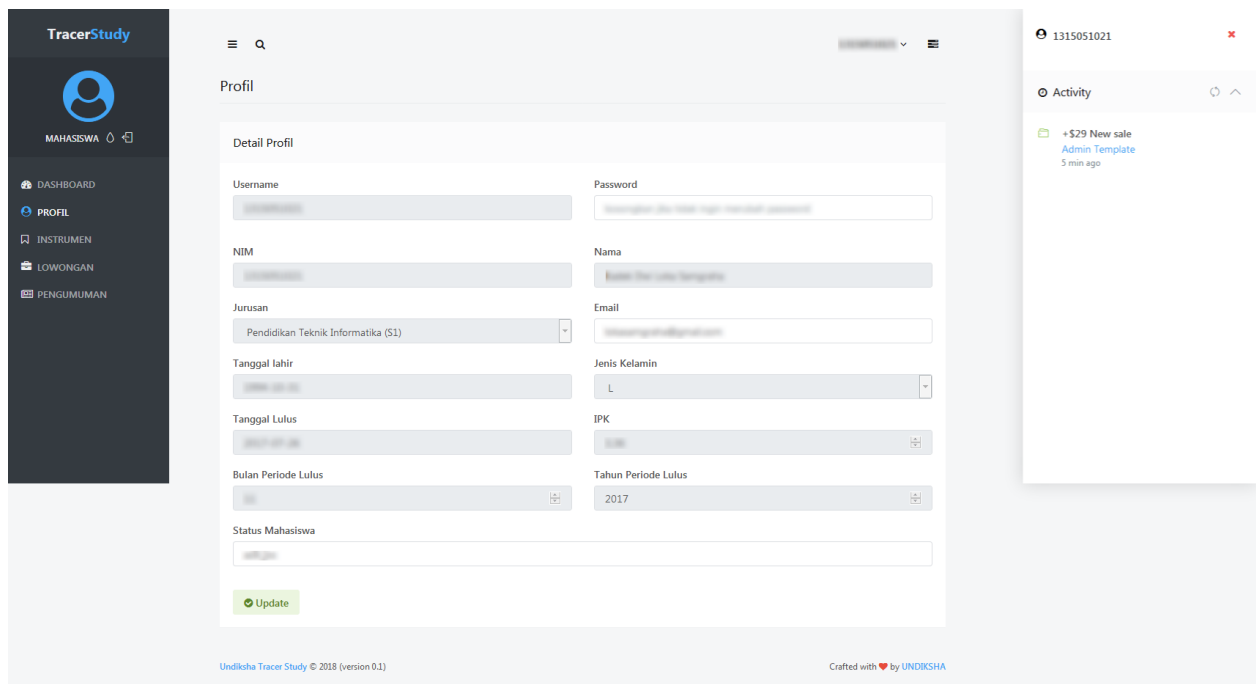 TracerStudy
MAHASISWA
DASHBOARD
PROFIL
INSTRUMEN
LOWONGAN
PENGUMUMAN
Profil
Detail Profil
Username
Password
NIM
Nama
Jurusan
Pendidikan Teknik Informatika (S1)
Email
Tanggal lahir
Jenis Kelamin
L
Tanggal Lulus
IPK
Bulan Periode Lulus
Tahun Periode Lulus
2017
Status Mahasiswa
Update
Undiksha Tracer Study © 2018 (version 0.1)
Crafted with ❤ by UNDIKSHA
1315051021
Activity
+$29 New sale
Admin Template
5 min ago